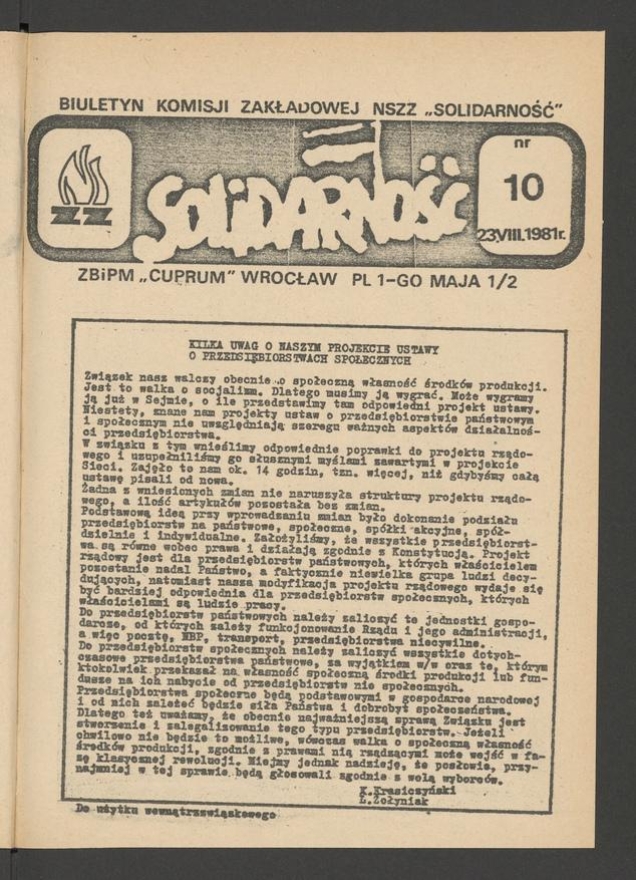 BIULETYN KOMISJI ZAKŁADOWEJ NSZZ „SOLIDARNOŚĆ”
ZZ
SOLIDARNOŚĆ
nr
10
23.VIII.1981r.
ZBiPM „CUPRUM” WROCŁAW PL 1-GO MAJA 1/2
KILKA UWAG O NASZYM PROJEKCIE USTAWY
O PRZEDSIĘBIORSTWACH SPOŁECZNYCH
Związek nasz walczy obecnie o społeczną własność środków produkcji.
Jest to walka o socjalizm. Dlatego musimy ją wygrać. Może wygramy
ją już w Sejmie, o ile przedstawimy tam odpowiedni projekt ustawy.
Niestety, znane nam projekty ustaw o przedsiębiorstwie państwowym
i społecznym nie uwzględniają szeregu ważnych aspektów działalnoś-
ci przedsiębiorstwa.
W związku z tym wnieślimy odpowiednie poprawki do projektu rządo-
wego i uzupełniliśmy go słusznymi myślami zawartymi w projekcie
Sieci. Zajęło to nam ok. 14 godzin, tzn. więcej, niż gdybyśmy całą
ustawę pisali od nowa.
Żadna z wniesionych zmian nie naruszyła struktury projektu rządo-
wego, a ilość artykułów pozostała bez zmian.
Podstawową ideą przy wprowadzaniu zmian było dokonanie podziału
przedsiębiorstw na państwowe, społeczne, spółki akcyjne, spół-
dzielnie i indywidualne. Założyliśmy, że wszystkie przedsiębiorst-
wa są równe wobec prawa i działają zgodnie z Konstytucją. Projekt
rządowy jest dla przedsiębiorstw państwowych, których właścicielem
pozostanie nadal Państwo, a faktycznie niewielka grupa ludzi decy-
dujących, natomiast nasza modyfikacja projektu rządowego wydaje się
być bardziej odpowiednia dla przedsiębiorstw społecznych, których
właścicielami są ludzie pracy.
Do przedsiębiorstw państwowych należy zaliczyć te jednostki gospo-
darcze, od których zależy funkcjonowanie Rządu i jego administracji,
a więc pocztę, NBP, transport, przedsiębiorstwa niecywilne.
Do przedsiębiorstw społecznych należy zaliczyć wszystkie dotych-
czasowe przedsiębiorstwa państwowe, za wyjątkiem w/w oraz te, którym
ktokolwiek przekazał na własność społeczną środki produkcji lub fun-
dusze na ich nabycie od przedsiębiorstw nie społecznych.
Przedsiębiorstwa społeczne będą podstawowymi w gospodarce narodowej
i od nich zależeć będzie siła Państwa i dobrobyt społeczeństwa.
Dlatego też uważamy, że obecnie najważniejszą sprawą Związku jest
stworzenie i zalegalizowanie tego typu przedsiębiorstw. Jeżeli
chwilowo nie będzie to możliwe, wówczas walka o społeczną własność
środków produkcji, zgodnie z prawami nią rządzącymi może wejść w fa-
zę klasycznej rewolucji. Miejmy jednak nadzieję, że posłowie, przy-
najmniej w tej sprawie będą głosowali zgodnie z wolą wyborców.
K.Krasiczyński
L.Żołyniak
Do użytku wewnątrzzwiązkowego